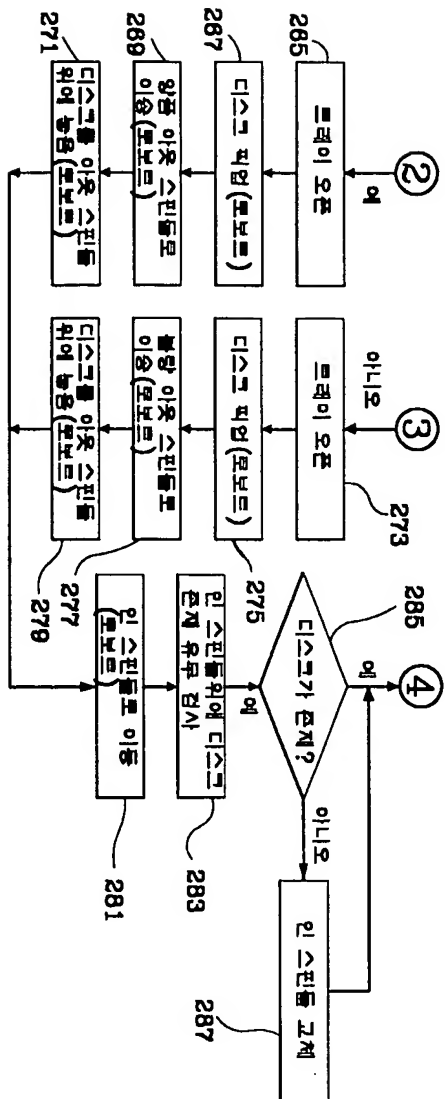 ②
예
265
트레이 오픈
267
디스크 픽업(로보트)
269
양품 아웃 스핀들로
이송(로보트)
271
디스크를 아웃 스핀들
위에 놓음(로보트)
③
아니오
트레이 오픈
273
디스크 픽업(로보트)
275
불량 아웃 스핀들로
이송(로보트)
277
디스크를 아웃 스핀들
위에 놓음(로보트)
279
인 스핀들로 이동
(로보트)
281
인 스핀들위에 디스크
존재 유무 검사
283
예
디스크가 존재?
285
예
④
아니오
인 스핀들 교체
287